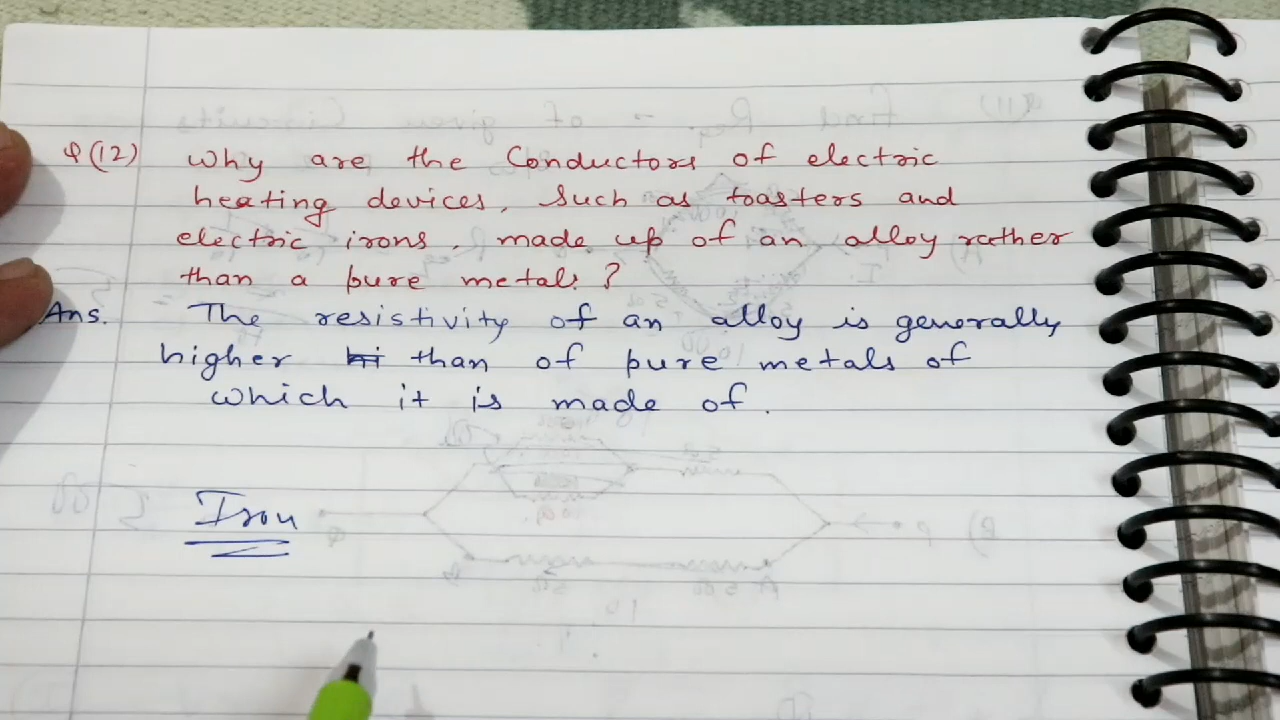 Q(12) Why are the Conductors of electric
heating devices, Such as toasters and
electric irons, made up of an alloy rather
than a pure metal?
Ans. The resistivity of an alloy is generally
higher than of pure metals of
which it is made of.
Iron